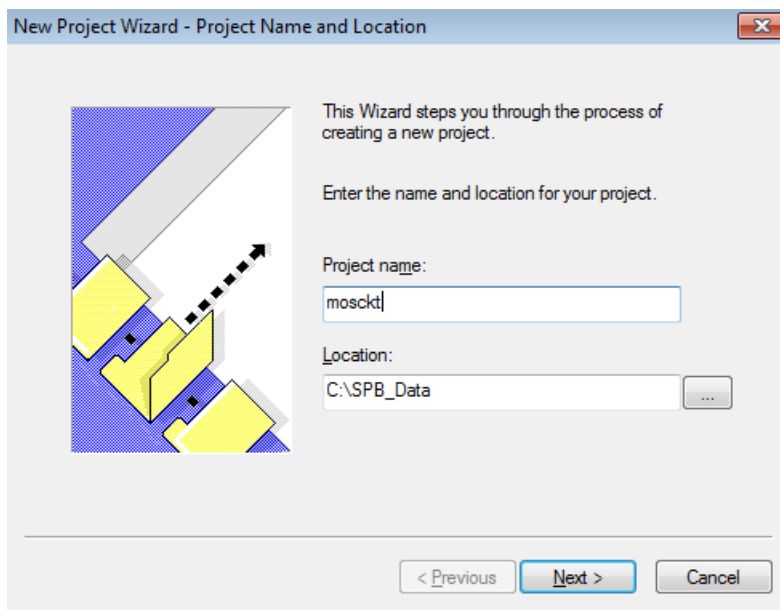 New Project Wizard - Project Name and Location
This Wizard steps you through the process of
creating a new project.
Enter the name and location for your project.
Project name:
mosckt
Location:
C:\SPB_Data
...
< Previous
Next >
Cancel